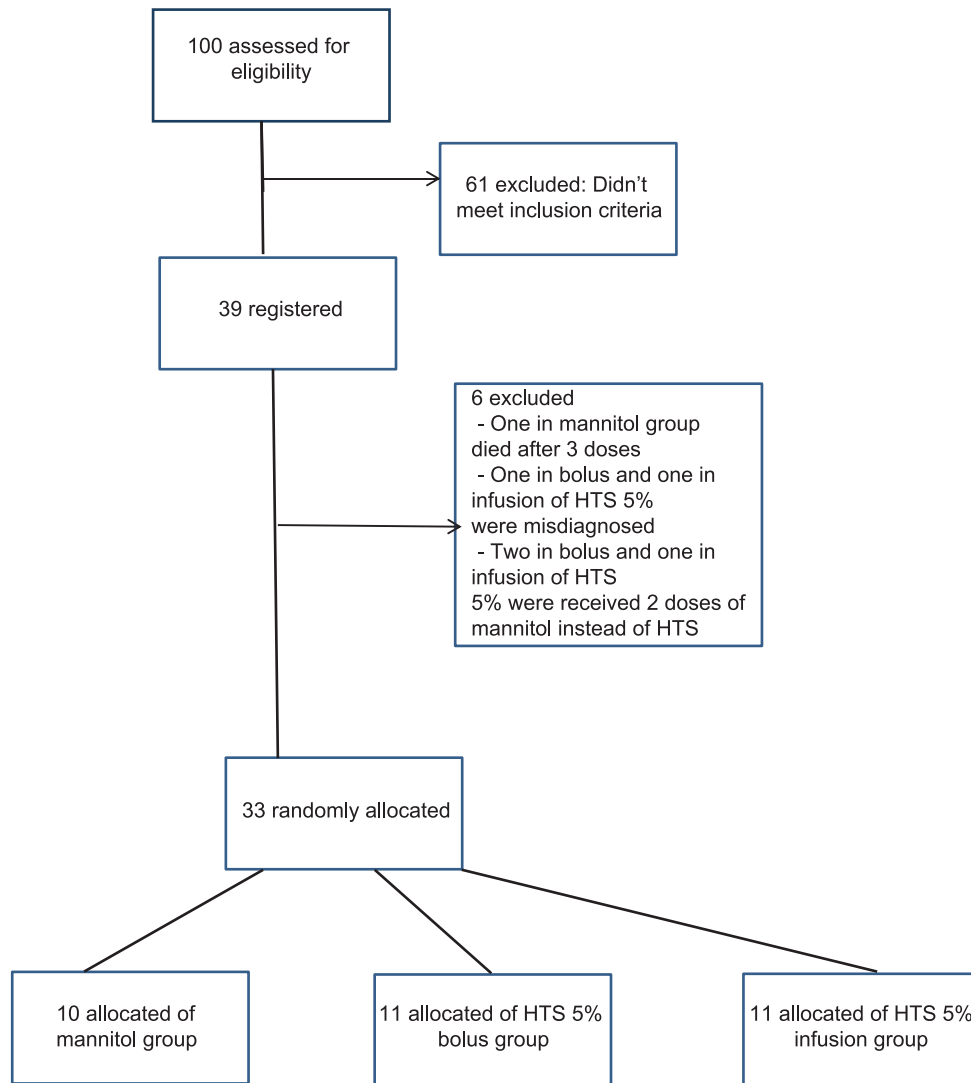 100 assessed for
eligibility
61 excluded: Didn’t
meet inclusion criteria
39 registered
6 excluded
- One in mannitol group
died after 3 doses
- One in bolus and one in
infusion of HTS 5%
were misdiagnosed
- Two in bolus and one in
infusion of HTS
5% were received 2 doses of
mannitol instead of HTS
33 randomly allocated
10 allocated of
mannitol group
11 allocated of HTS 5%
bolus group
11 allocated of HTS 5%
infusion group